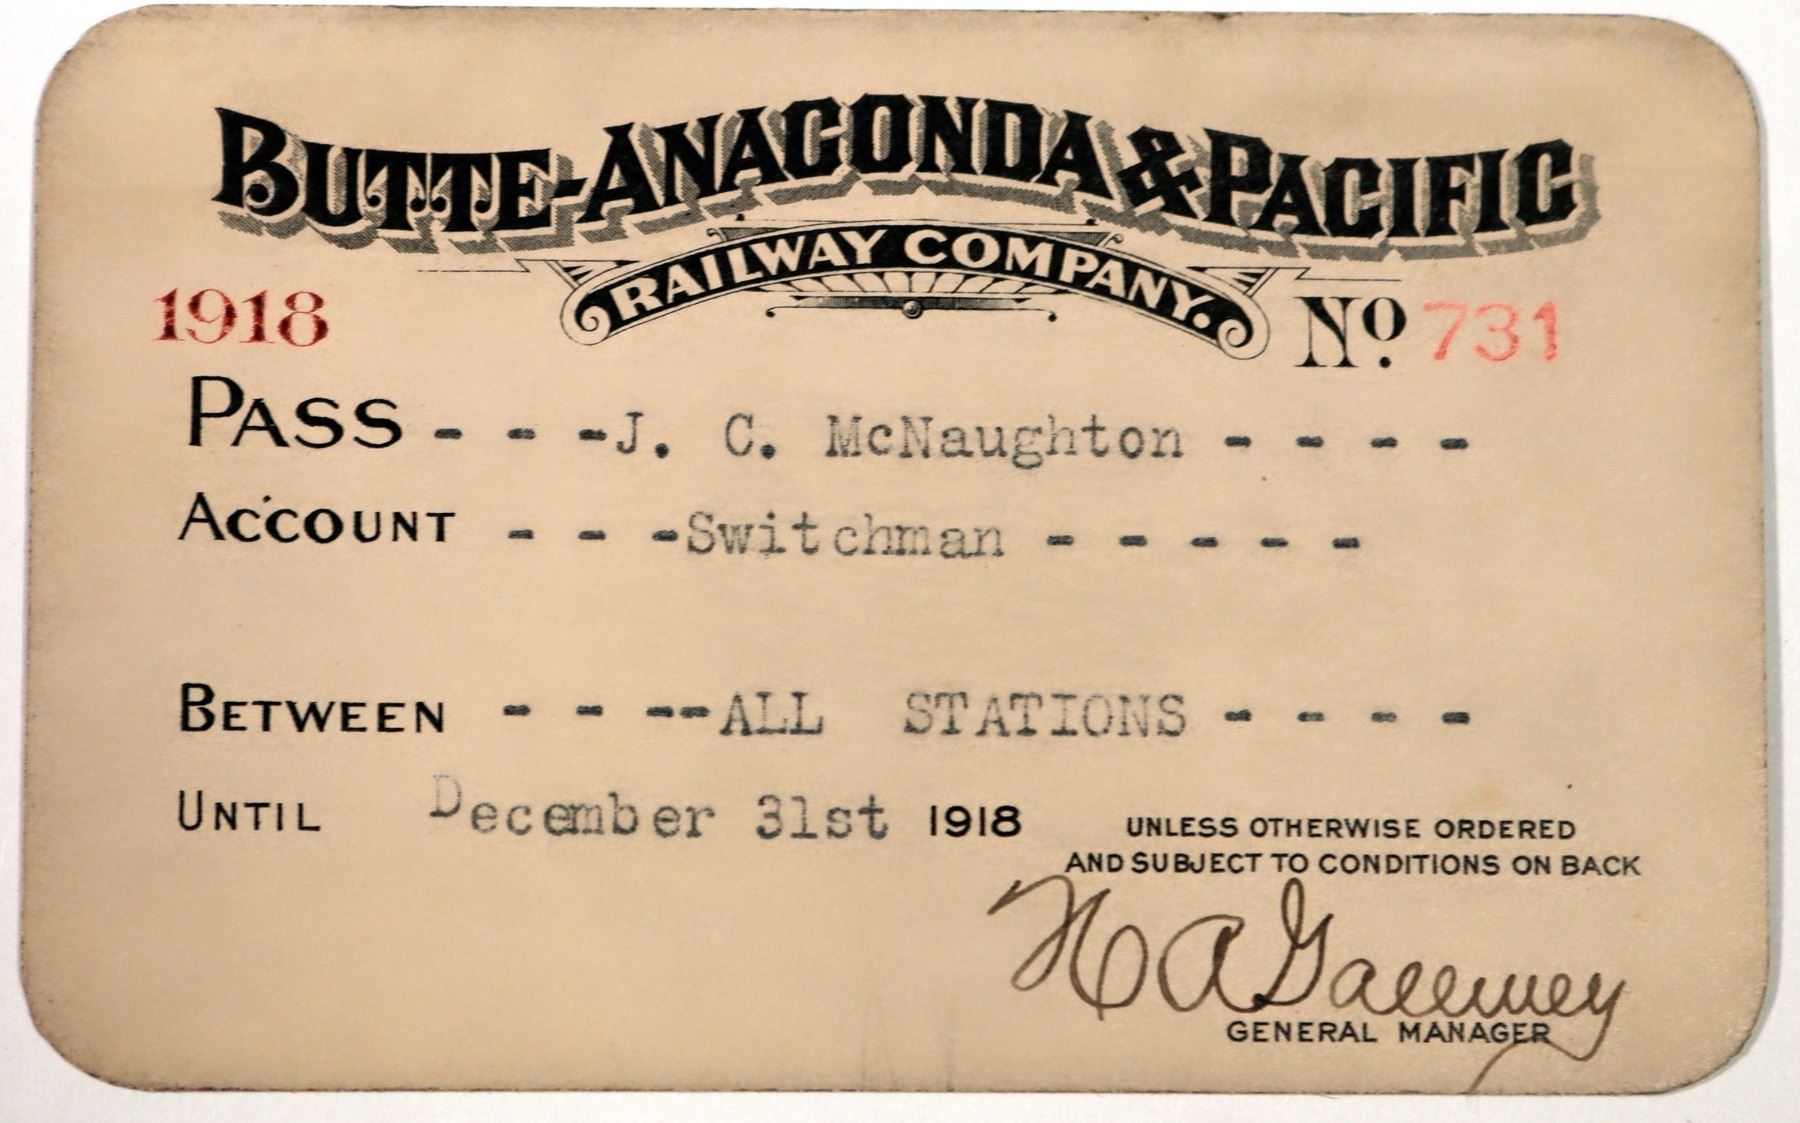 BUTTE-ANACONDA & PACIFIC
RAILWAY COMPANY.
1918 No. 731
PASS - - - J. C. McNaughton - - - -
ACCOUNT - - - Switchman - - - - -
BETWEEN - - -- ALL STATIONS - - - -
UNTIL December 31st 1918
UNLESS OTHERWISE ORDERED
AND SUBJECT TO CONDITIONS ON BACK
H A Gallwey
GENERAL MANAGER